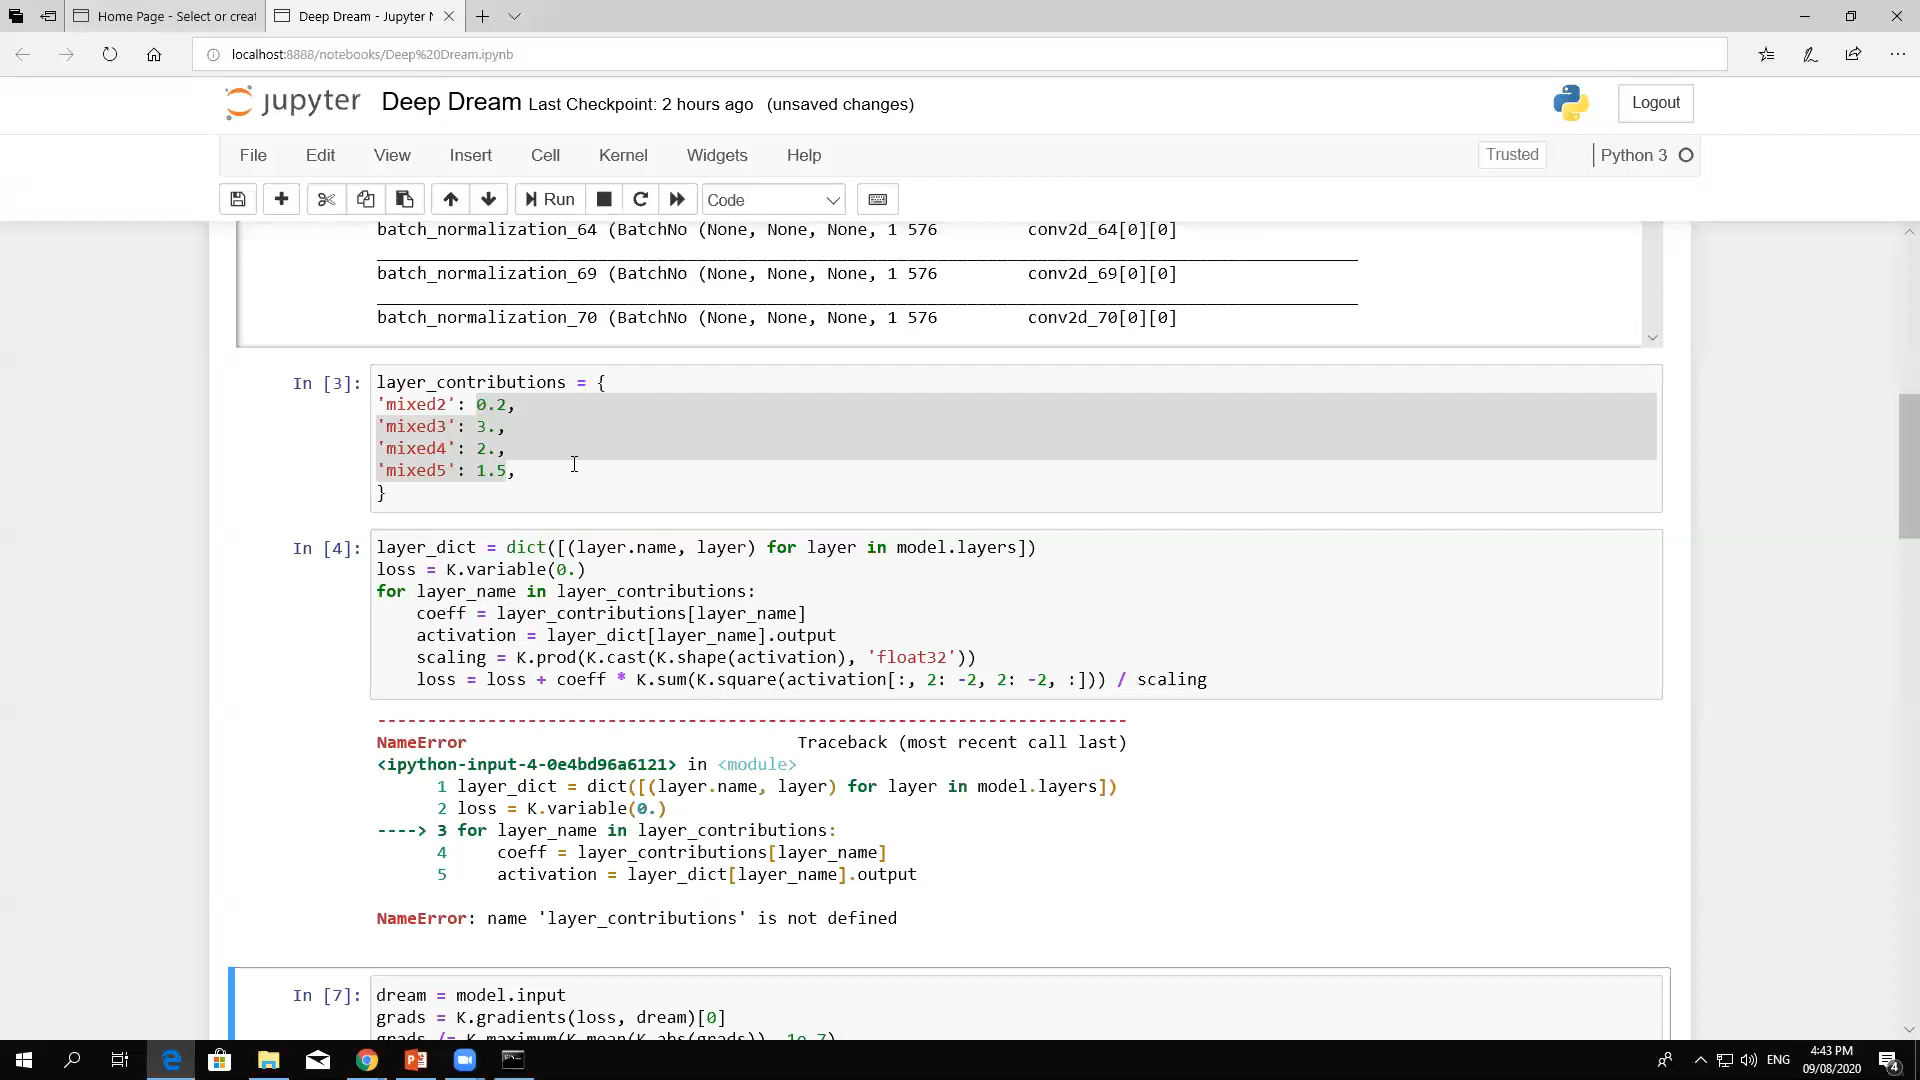 Home Page - Select or creat
Deep Dream - Jupyter N
localhost:8888/notebooks/Deep%20Dream.ipynb
jupyter
Deep Dream Last Checkpoint: 2 hours ago (unsaved changes)
Logout
File Edit View Insert Cell Kernel Widgets Help
Trusted
Python 3
Run
Code
batch_normalization_64 (BatchNo (None, None, None, 1 576 conv2d_64[0][0]
batch_normalization_69 (BatchNo (None, None, None, 1 576 conv2d_69[0][0]
batch_normalization_70 (BatchNo (None, None, None, 1 576 conv2d_70[0][0]
In [3]:
layer_contributions = {
'mixed2': 0.2,
'mixed3': 3.,
'mixed4': 2.,
'mixed5': 1.5,
}
In [4]:
layer_dict = dict([(layer.name, layer) for layer in model.layers])
loss = K.variable(0.)
for layer_name in layer_contributions:
coeff = layer_contributions[layer_name]
activation = layer_dict[layer_name].output
scaling = K.prod(K.cast(K.shape(activation), 'float32'))
loss = loss + coeff * K.sum(K.square(activation[:, 2: -2, 2: -2, :])) / scaling
---------------------------------------------------------------------------
NameError Traceback (most recent call last)
<ipython-input-4-0e4bd96a6121> in <module>
1 layer_dict = dict([(layer.name, layer) for layer in model.layers])
2 loss = K.variable(0.)
----> 3 for layer_name in layer_contributions:
4 coeff = layer_contributions[layer_name]
5 activation = layer_dict[layer_name].output
NameError: name 'layer_contributions' is not defined
In [7]:
dream = model.input
grads = K.gradients(loss, dream)[0]
grads /= K.maximum(K.mean(K.abs(grads)), 1e-7)
ENG
4:43 PM
09/08/2020
4